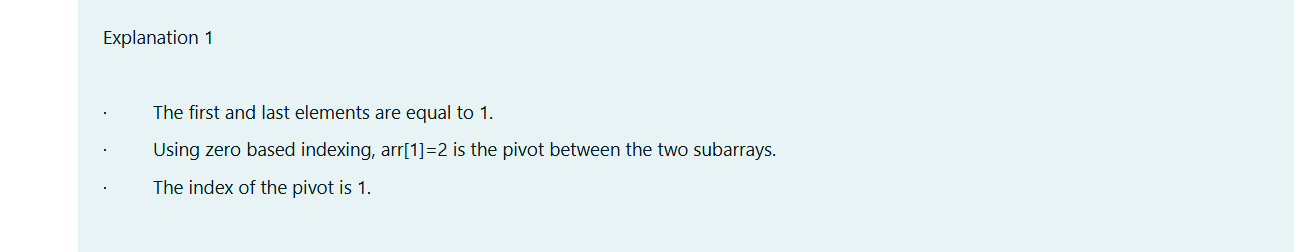 Explanation 1
· The first and last elements are equal to 1.
· Using zero based indexing, arr[1]=2 is the pivot between the two subarrays.
· The index of the pivot is 1.